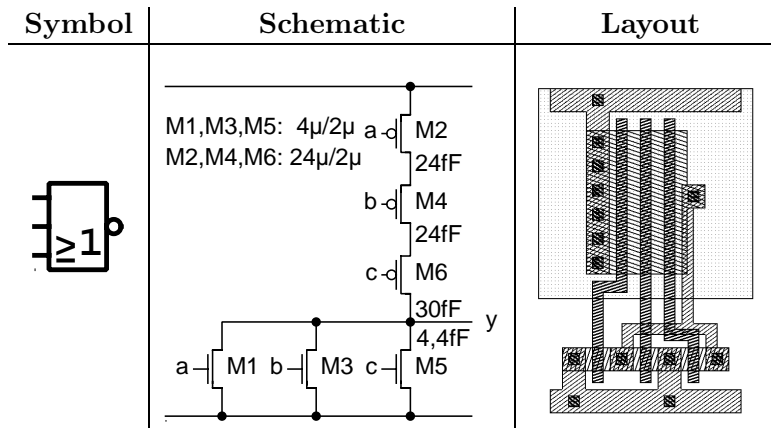 Symbol Schematic Layout
M1,M3,M5: 4μ/2μ a M2
M2,M4,M6: 24μ/2μ 24fF
b M4
24fF
≥1
c M6
30fF
y
4,4fF
a M1 b M3 c M5